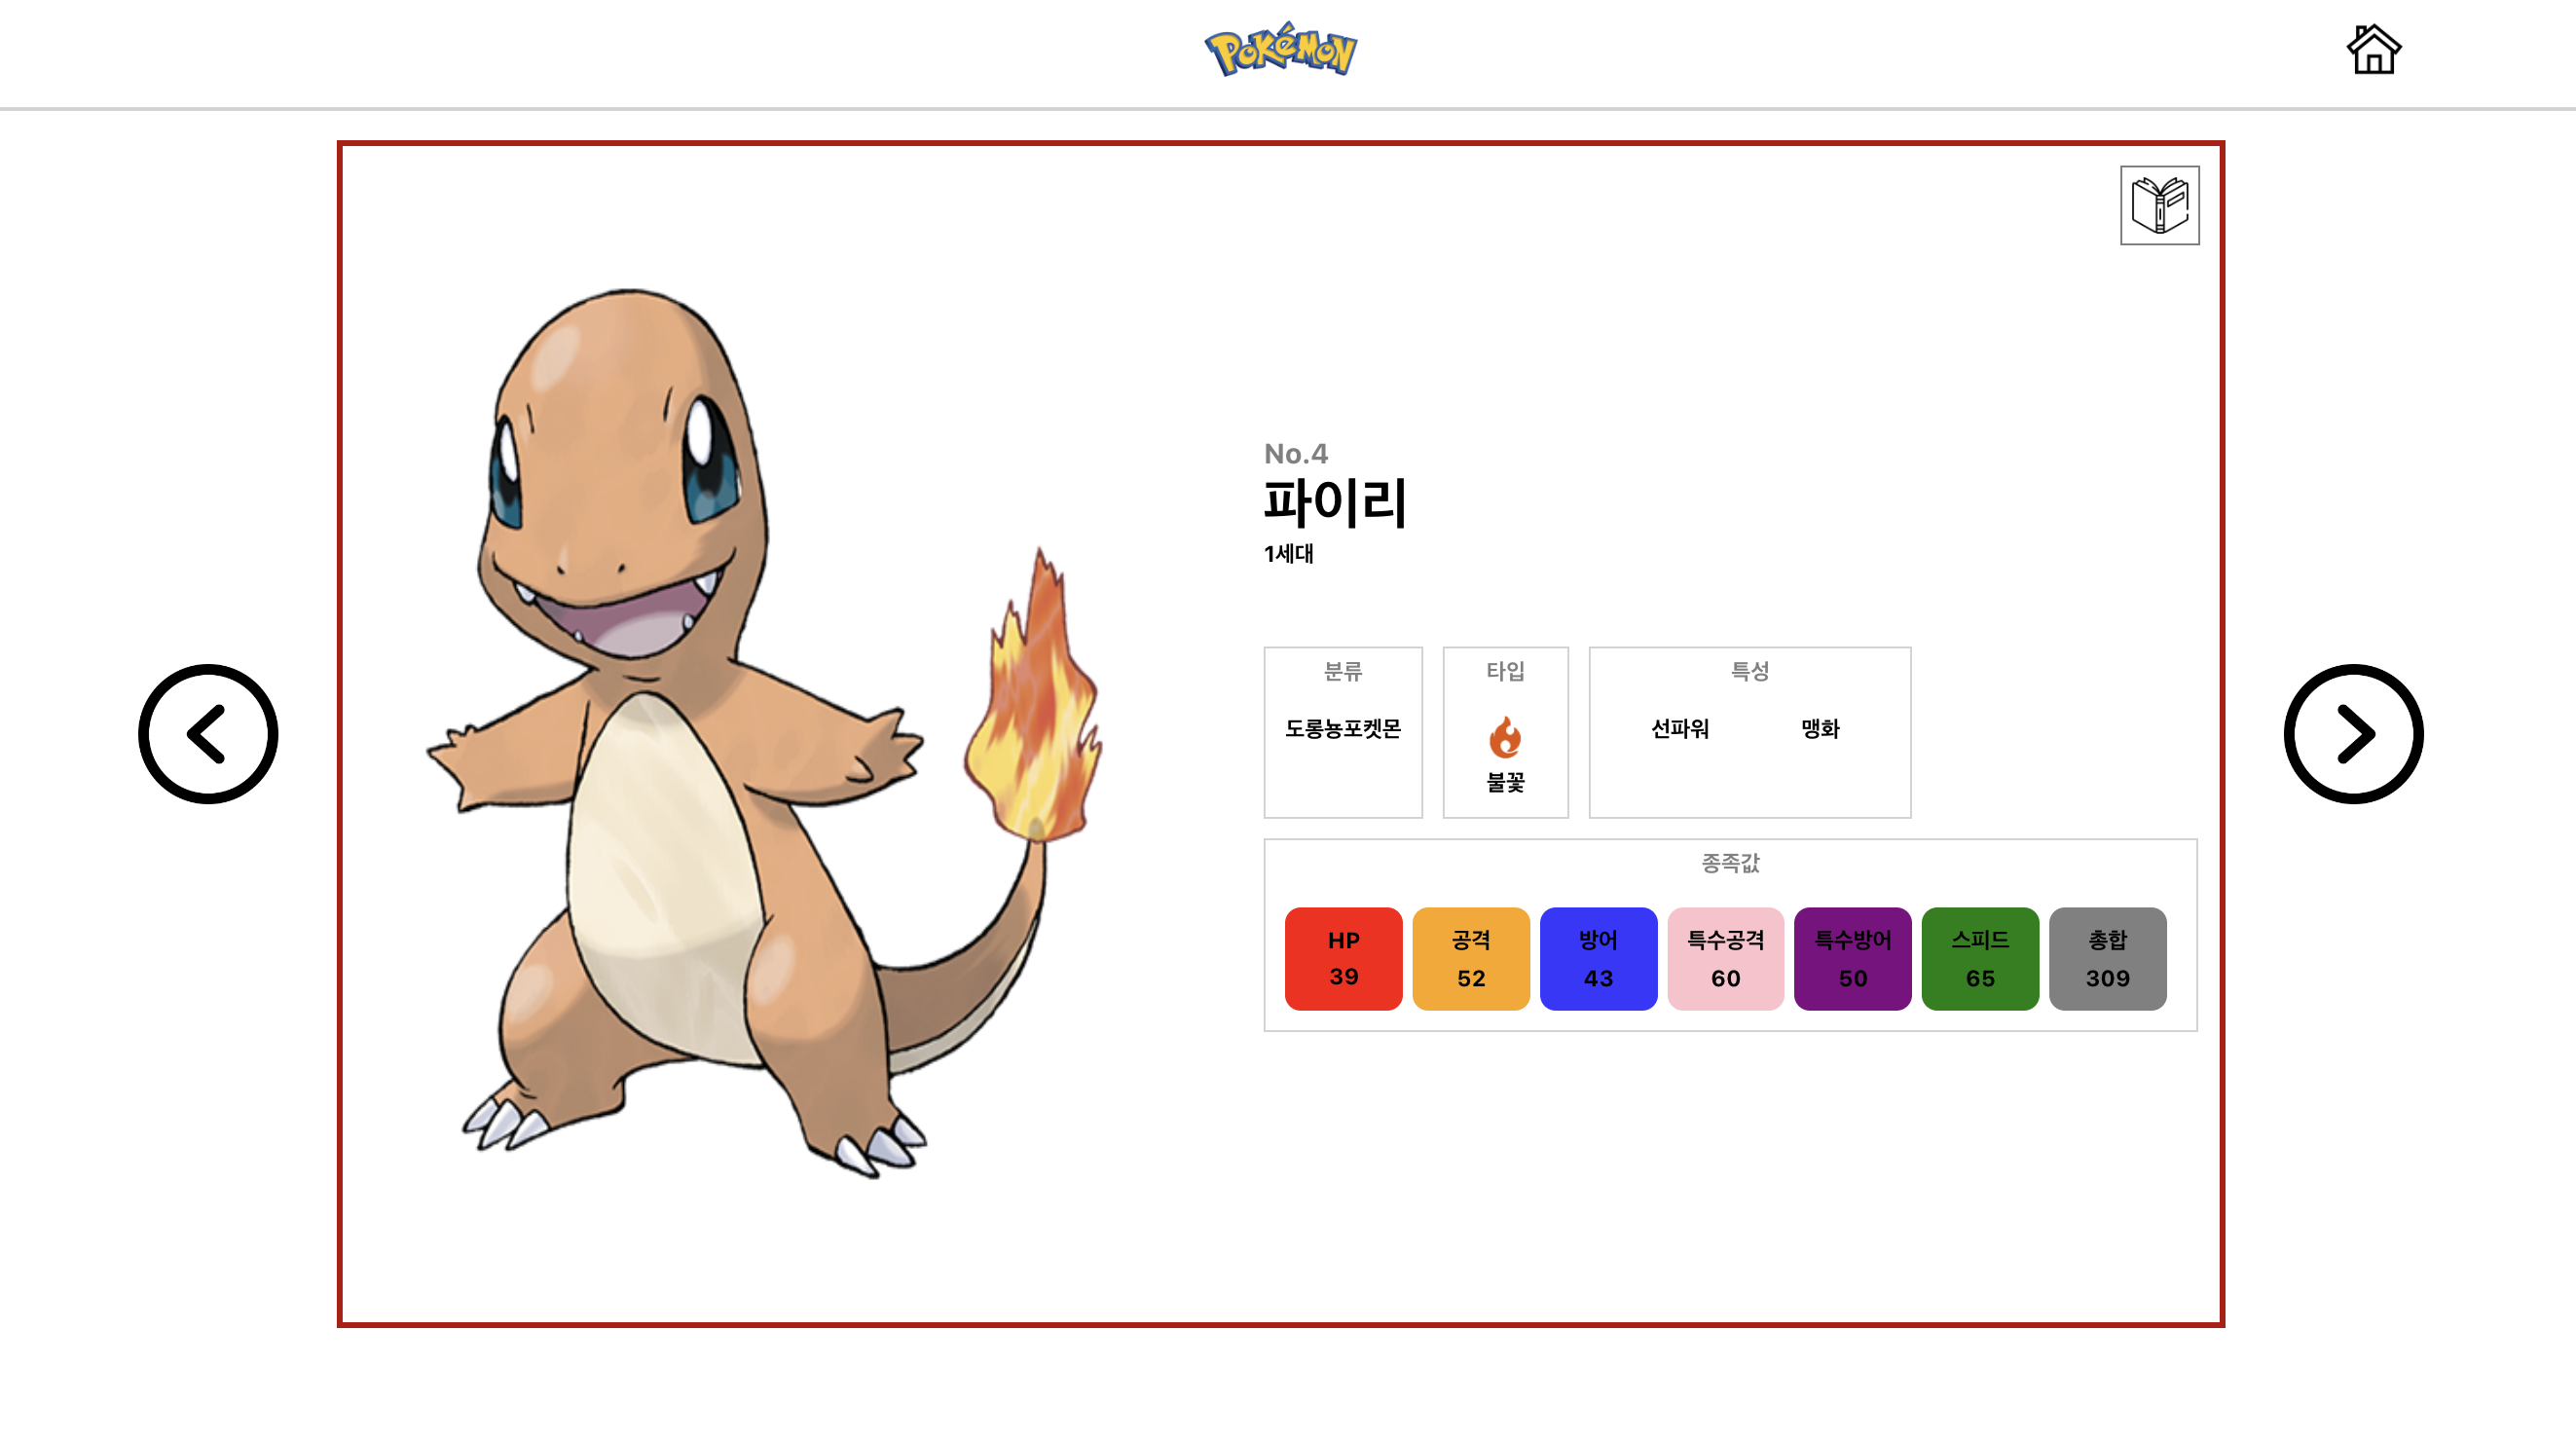 Pokémon
No.4
파이리
1세대
분류
도롱뇽포켓몬
타입
불꽃
특성
선파워 맹화
종족값
HP 공격 방어 특수공격 특수방어 스피드 총합
39 52 43 60 50 65 309